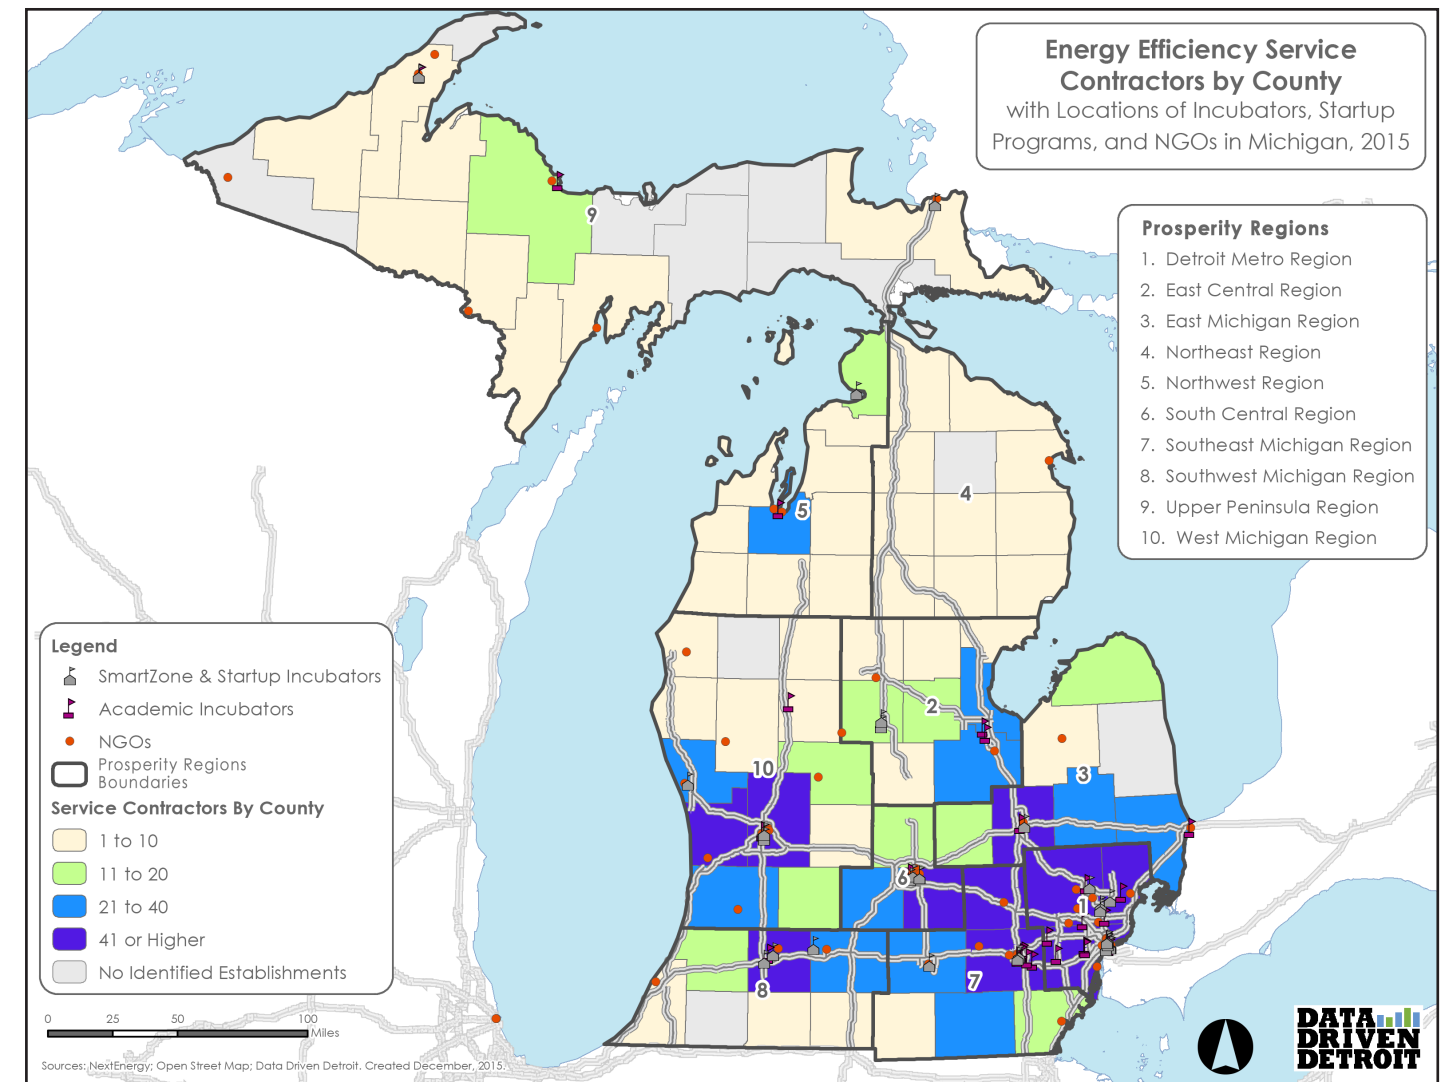 Energy Efficiency Service
Contractors by County
with Locations of Incubators, Startup
Programs, and NGOs in Michigan, 2015
Prosperity Regions
1. Detroit Metro Region
2. East Central Region
3. East Michigan Region
4. Northeast Region
5. Northwest Region
6. South Central Region
7. Southeast Michigan Region
8. Southwest Michigan Region
9. Upper Peninsula Region
10. West Michigan Region
9
4
5
2
10
3
6
1
7
8
Legend
SmartZone & Startup Incubators
Academic Incubators
NGOs
Prosperity Regions
Boundaries
Service Contractors By County
1 to 10
11 to 20
21 to 40
41 or Higher
No Identified Establishments
0 25 50 100
Miles
Sources: NextEnergy; Open Street Map; Data Driven Detroit. Created December, 2015.
DATA
DRIVEN
DETROIT